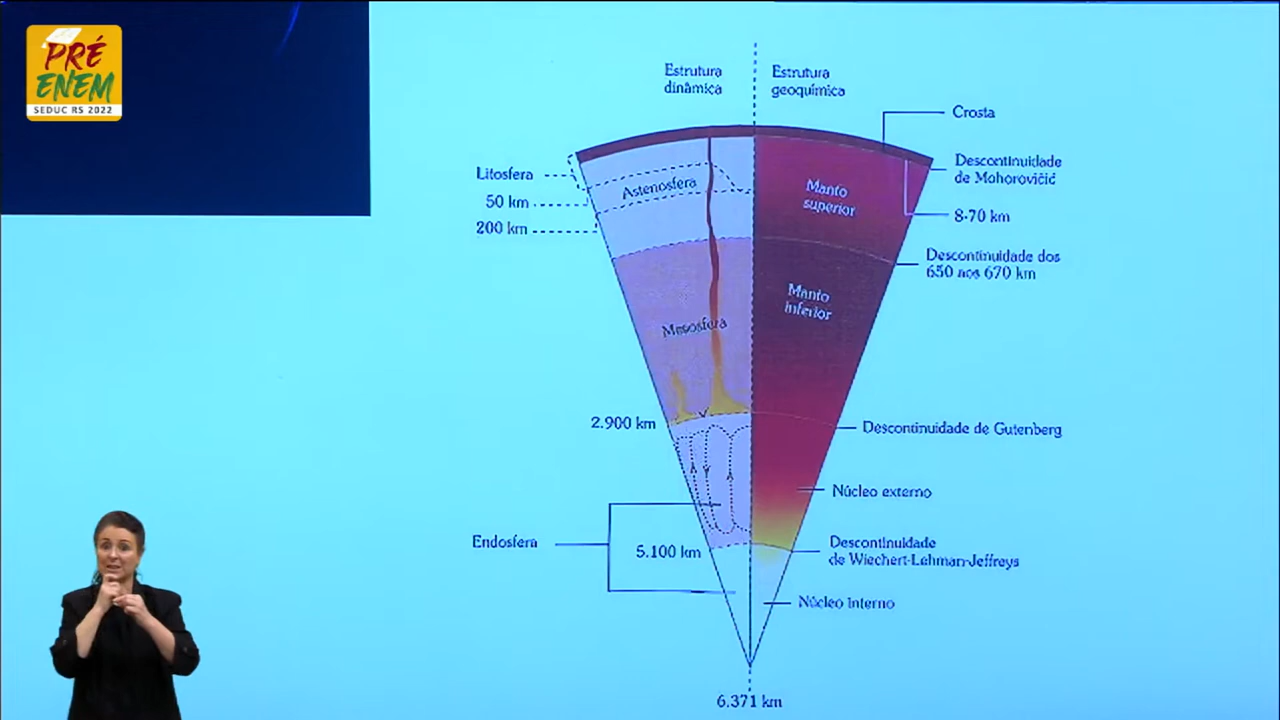 PRÉ
ENEM
SEDUC RS 2022
Estrutura
dinâmica
Estrutura
geoquímica
Crosta
Descontinuidade
de Mohorovičić
Litosfera
50 km
200 km
Astenosfera
Manto
superior
8-70 km
Descontinuidade dos
650 aos 670 km
Manto
inferior
Mesosfera
2.900 km
Descontinuidade de Gutenberg
Núcleo externo
Endosfera
5.100 km
Descontinuidade
de Wiechert-Lehman-Jeffreys
Núcleo interno
6.371 km